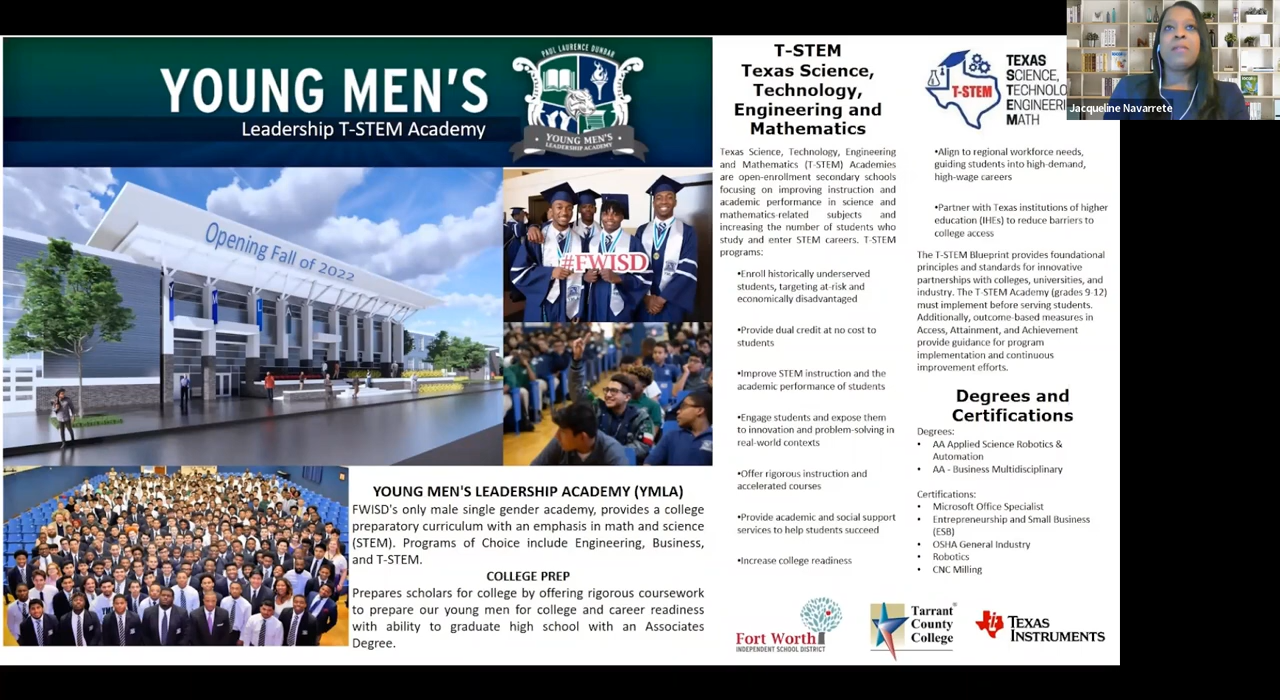 PAUL LAURENCE DUNBAR
YOUNG MEN'S
Leadership T-STEM Academy
YOUNG MEN'S
LEADERSHIP ACADEMY
Opening Fall of 2022
Y M L A
#FWISD
YOUNG MEN'S LEADERSHIP ACADEMY (YMLA)
FWISD's only male single gender academy, provides a college
preparatory curriculum with an emphasis in math and science
(STEM). Programs of Choice include Engineering, Business,
and T-STEM.
COLLEGE PREP
Prepares scholars for college by offering rigorous coursework
to prepare our young men for college and career readiness
with ability to graduate high school with an Associates
Degree.
T-STEM
Texas Science,
Technology,
Engineering and
Mathematics
Texas Science, Technology, Engineering
and Mathematics (T-STEM) Academies
are open-enrollment secondary schools
focusing on improving instruction and
academic performance in science and
mathematics-related subjects and
increasing the number of students who
study and enter STEM careers. T-STEM
programs:
•Enroll historically underserved
students, targeting at-risk and
economically disadvantaged
•Provide dual credit at no cost to
students
•Improve STEM instruction and the
academic performance of students
•Engage students and expose them
to innovation and problem-solving in
real-world contexts
•Offer rigorous instruction and
accelerated courses
•Provide academic and social support
services to help students succeed
•Increase college readiness
T-STEM
TEXAS
SCIENCE,
TECHNOLO
ENGINEERI
MATH
Jacqueline Navarrete
•Align to regional workforce needs,
guiding students into high-demand,
high-wage careers
•Partner with Texas institutions of higher
education (IHEs) to reduce barriers to
college access
The T-STEM Blueprint provides foundational
principles and standards for innovative
partnerships with colleges, universities, and
industry. The T-STEM Academy (grades 9-12)
must implement before serving students.
Additionally, outcome-based measures in
Access, Attainment, and Achievement
provide guidance for program
implementation and continuous
improvement efforts.
Degrees and
Certifications
Degrees:
• AA Applied Science Robotics &
Automation
• AA - Business Multidisciplinary
Certifications:
• Microsoft Office Specialist
• Entrepreneurship and Small Business
(ESB)
• OSHA General Industry
• Robotics
• CNC Milling
Fort Worth
INDEPENDENT SCHOOL DISTRICT
Tarrant
County
College®
TEXAS
INSTRUMENTS